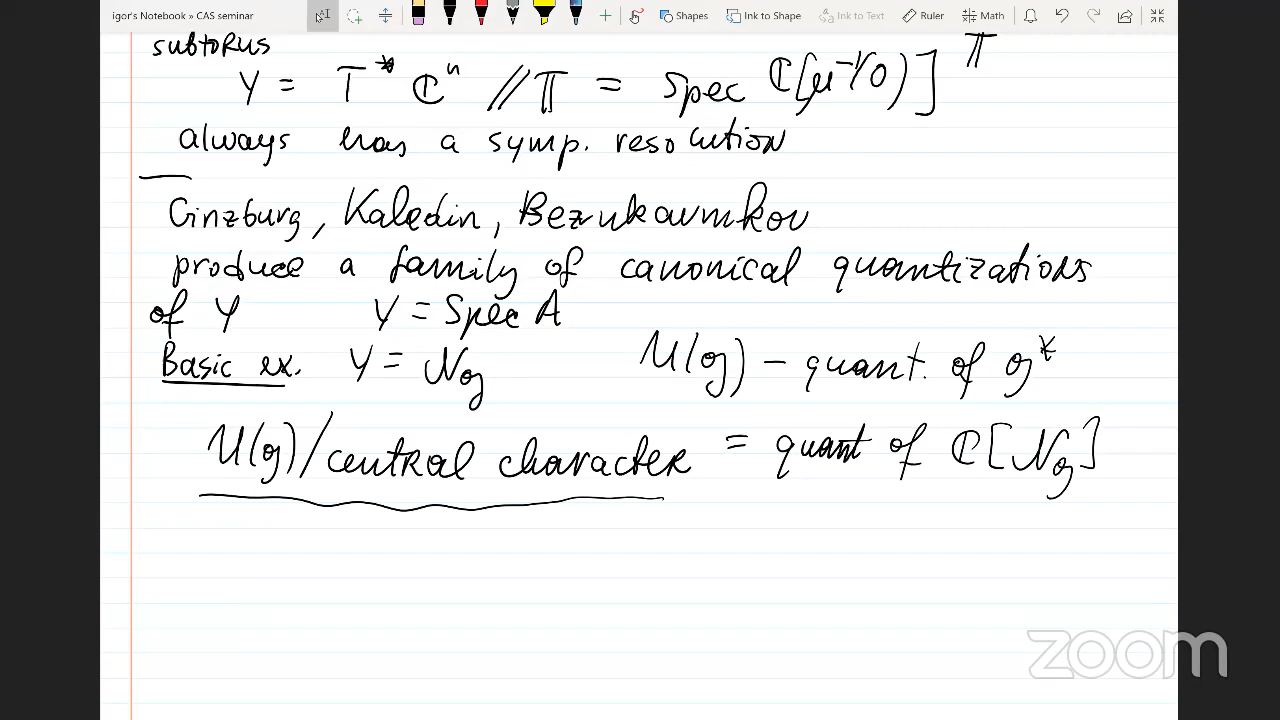 igor's Notebook » CAS seminar Shapes Ink to Shape Ink to Text Ruler Math
subtorus
Y = T* ℂⁿ // 𝕋 = Spec ℂ[μ⁻¹(0)]^𝕋
always has a symp. resolution
Ginzburg, Kaledin, Bezrukavnikov
produce a family of canonical quantizations
of Y Y = Spec A
Basic ex. Y = N_𝔤 U(𝔤) – quant. of 𝔤*
U(𝔤)/central character = quant of ℂ[N_𝔤]
zoom